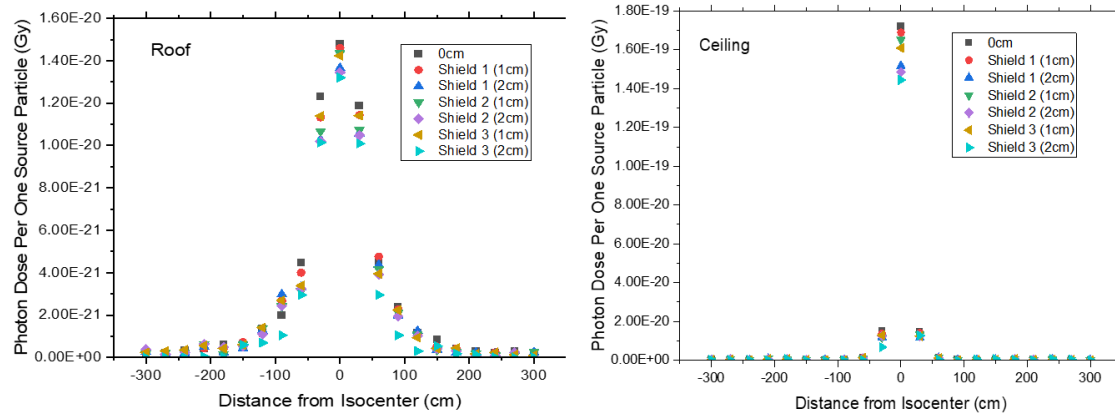 Photon Dose Per One Source Particle (Gy)
1.60E-20
1.40E-20
1.20E-20
1.00E-20
8.00E-21
6.00E-21
4.00E-21
2.00E-21
0.00E+00
Roof
0cm
Shield 1 (1cm)
Shield 1 (2cm)
Shield 2 (1cm)
Shield 2 (2cm)
Shield 3 (1cm)
Shield 3 (2cm)
-300 -200 -100 0 100 200 300
Distance from Isocenter (cm)
Photon Dose Per One Source Particle (Gy)
1.80E-19
1.60E-19
1.40E-19
1.20E-19
1.00E-19
8.00E-20
6.00E-20
4.00E-20
2.00E-20
0.00E+00
Ceiling
0cm
Shield 1 (1cm)
Shield 1 (2cm)
Shield 2 (1cm)
Shield 2 (2cm)
Shield 3 (1cm)
Shield 3 (2cm)
-300 -200 -100 0 100 200 300
Distance from Isocenter (cm)